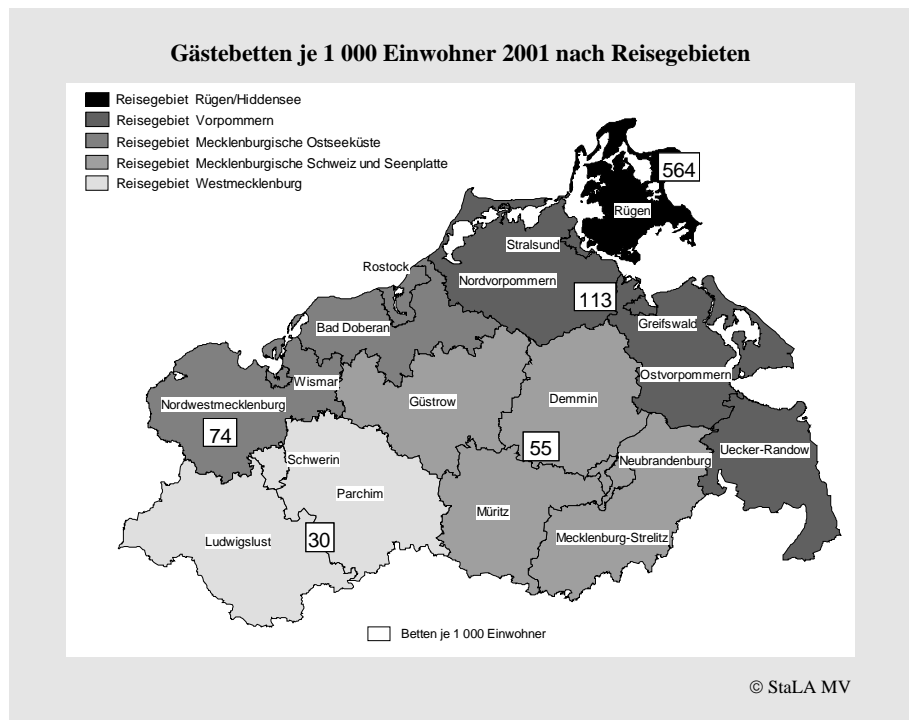 Gästebetten je 1 000 Einwohner 2001 nach Reisegebieten
Reisegebiet Rügen/Hiddensee
Reisegebiet Vorpommern
Reisegebiet Mecklenburgische Ostseeküste
Reisegebiet Mecklenburgische Schweiz und Seenplatte
Reisegebiet Westmecklenburg
564
Rügen
Stralsund
Rostock
Nordvorpommern
113
Bad Doberan
Greifswald
Wismar
Ostvorpommern
Nordwestmecklenburg
Güstrow
Demmin
74
55
Uecker-Randow
Schwerin
Neubrandenburg
Parchim
Müritz
30
Ludwigslust
Mecklenburg-Strelitz
Betten je 1 000 Einwohner
© StaLA MV